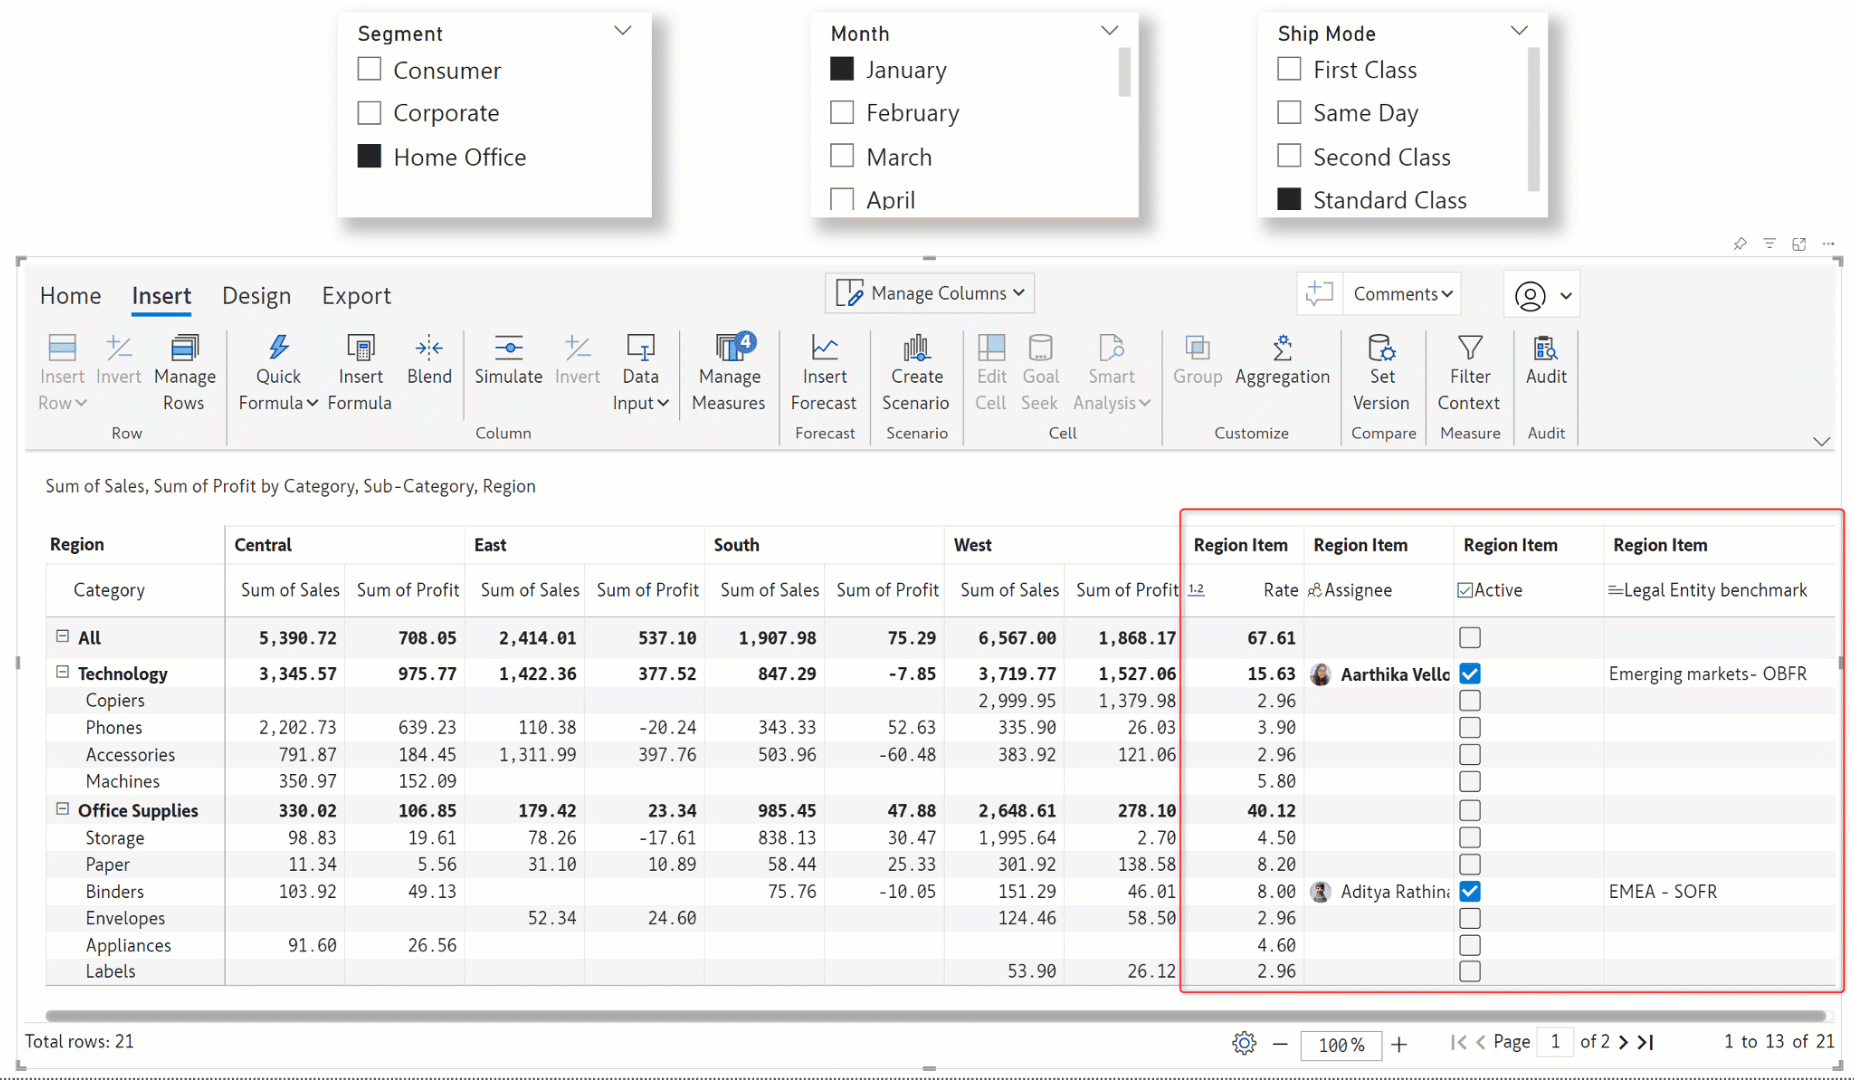 Segment
Consumer
Corporate
Home Office
Month
January
February
March
April
Ship Mode
First Class
Same Day
Second Class
Standard Class
Home Insert Design Export
Manage Columns
Comments
Insert Row
Invert
Manage Rows
Row
Quick Formula
Insert Formula
Blend
Simulate
Invert
Data Input
Column
4
Manage Measures
Insert Forecast
Forecast
Create Scenario
Scenario
Edit Cell
Goal Seek
Smart Analysis
Cell
Group
Aggregation
Customize
Set Version
Compare
Filter Context
Measure
Audit
Audit
Sum of Sales, Sum of Profit by Category, Sub-Category, Region
Region Central East South West Region Item Region Item Region Item Region Item
Category Sum of Sales Sum of Profit Sum of Sales Sum of Profit Sum of Sales Sum of Profit Sum of Sales Sum of Profit 1.2 Rate Assignee Active Legal Entity benchmark
All 5,390.72 708.05 2,414.01 537.10 1,907.98 75.29 6,567.00 1,868.17 67.61
Technology 3,345.57 975.77 1,422.36 377.52 847.29 -7.85 3,719.77 1,527.06 15.63 Aarthika Vello Emerging markets- OBFR
Copiers 2,999.95 1,379.98 2.96
Phones 2,202.73 639.23 110.38 -20.24 343.33 52.63 335.90 26.03 3.90
Accessories 791.87 184.45 1,311.99 397.76 503.96 -60.48 383.92 121.06 2.96
Machines 350.97 152.09 5.80
Office Supplies 330.02 106.85 179.42 23.34 985.45 47.88 2,648.61 278.10 40.12
Storage 98.83 19.61 78.26 -17.61 838.13 30.47 1,995.64 2.70 4.50
Paper 11.34 5.56 31.10 10.89 58.44 25.33 301.92 138.58 8.20
Binders 103.92 49.13 75.76 -10.05 151.29 46.01 8.00 Aditya Rathina EMEA - SOFR
Envelopes 52.34 24.60 124.46 58.50 2.96
Appliances 91.60 26.56 4.60
Labels 53.90 26.12 2.96
Total rows: 21
100%
Page 1 of 2
1 to 13 of 21